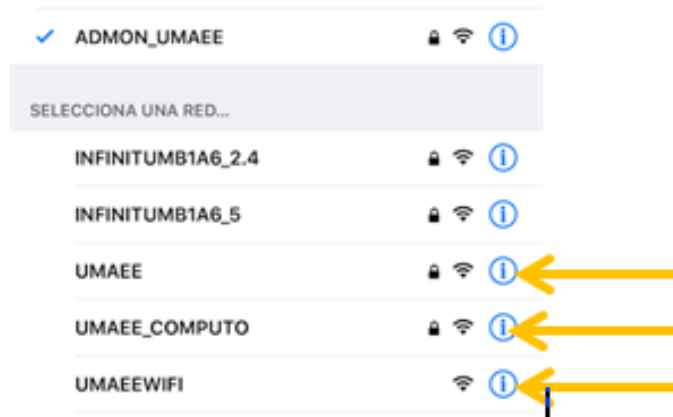 ADMON_UMAEE
SELECCIONA UNA RED...
INFINITUMB1A6_2.4
INFINITUMB1A6_5
UMAEE
UMAEE_COMPUTO
UMAEEWIFI